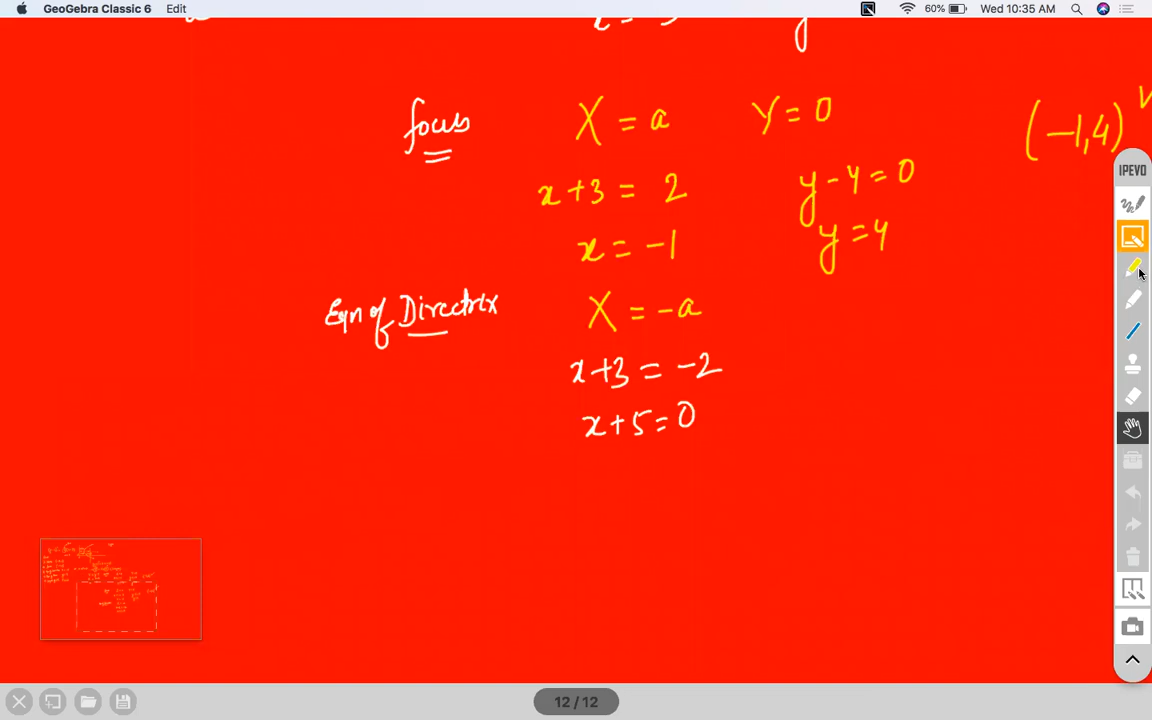 GeoGebra Classic 6 Edit 60% Wed 10:35 AM
focus X = a Y = 0 (-1,4)
IPEVO
x+3 = 2 y-4=0
x = -1 y=4
Eqn of Directrix X = -a
x+3 = -2
x+5=0
12 / 12